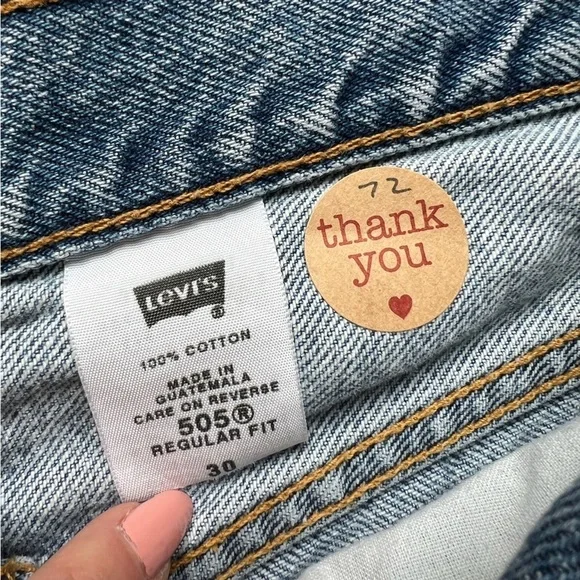 LEVI'S
®
100% COTTON
MADE IN
GUATEMALA
CARE ON REVERSE
505®
REGULAR FIT
30
72
thank
you